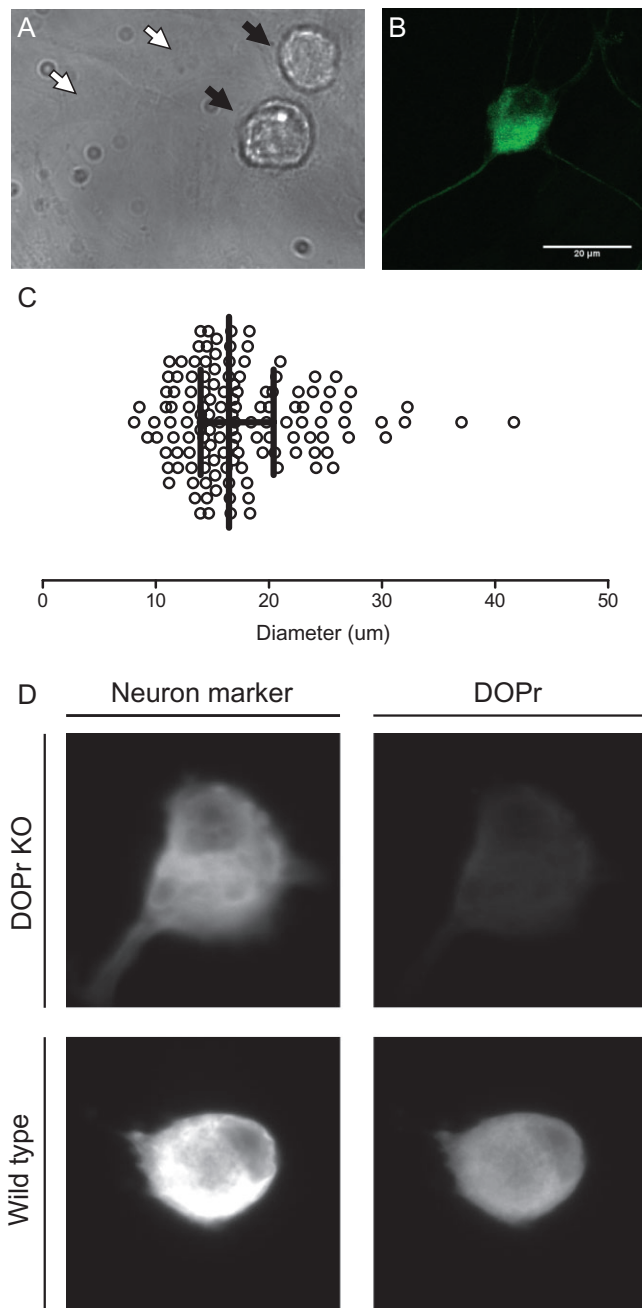 A
B
20 µm
C
0 10 20 30 40 50
Diameter (um)
D
Neuron marker DOPr
DOPr KO
Wild type